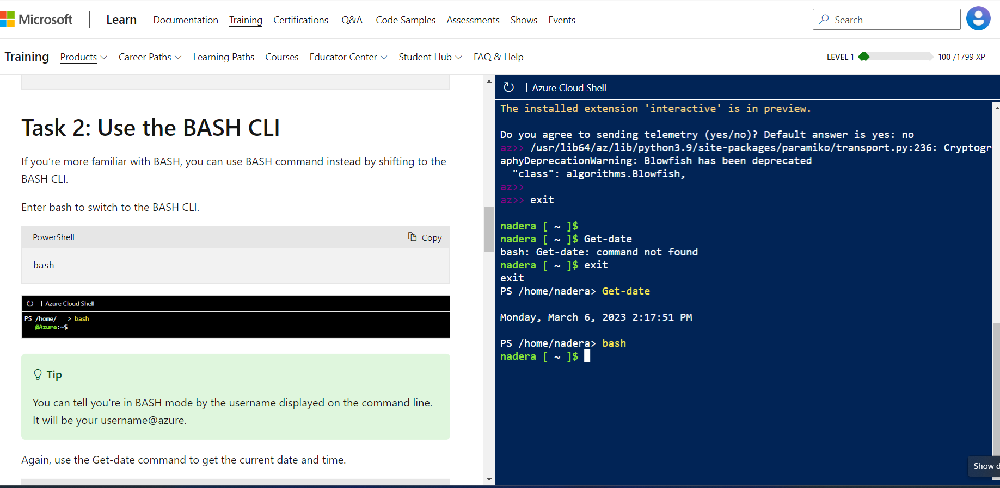 Microsoft
Learn
Documentation
Training
Certifications
Q&A
Code Samples
Assessments
Shows
Events
Search
Training
Products
Career Paths
Learning Paths
Courses
Educator Center
Student Hub
FAQ & Help
LEVEL 1
100 /1799 XP
Task 2: Use the BASH CLI
If you’re more familiar with BASH, you can use BASH command instead by shifting to the
BASH CLI.
Enter bash to switch to the BASH CLI.
PowerShell
Copy
bash
| Azure Cloud Shell
PS /home/   > bash
@Azure:~$
Tip
You can tell you're in BASH mode by the username displayed on the command line.
It will be your username@azure.
Again, use the Get-date command to get the current date and time.
| Azure Cloud Shell
The installed extension 'interactive' is in preview.
Do you agree to sending telemetry (yes/no)? Default answer is yes: no
az>> /usr/lib64/az/lib/python3.9/site-packages/paramiko/transport.py:236: Cryptogr
aphyDeprecationWarning: Blowfish has been deprecated
"class": algorithms.Blowfish,
az>>
az>> exit
nadera [ ~ ]$
nadera [ ~ ]$ Get-date
bash: Get-date: command not found
nadera [ ~ ]$ exit
exit
PS /home/nadera> Get-date
Monday, March 6, 2023 2:17:51 PM
PS /home/nadera> bash
nadera [ ~ ]$
Show d